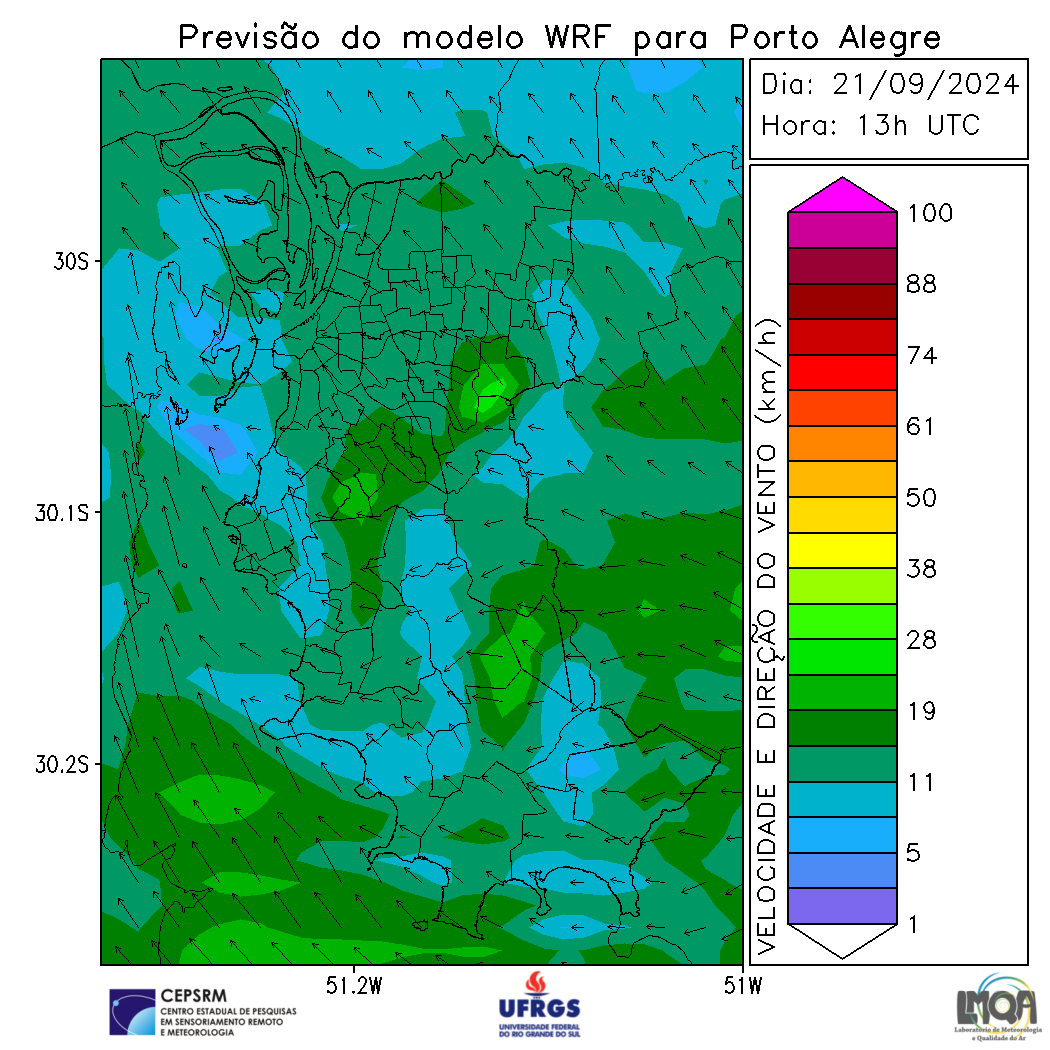 Previsão do modelo WRF para Porto Alegre
Dia: 21/09/2024
Hora: 13h UTC
30S
30.1S
30.2S
51.2W
51W
VELOCIDADE E DIREÇÃO DO VENTO (km/h)
100
88
74
61
50
38
28
19
11
5
1
CEPSRM
CENTRO ESTADUAL DE PESQUISAS
EM SENSORIAMENTO REMOTO
E METEOROLOGIA
UFRGS
UNIVERSIDADE FEDERAL
DO RIO GRANDE DO SUL
LMQA
Laboratório de Meteorologia
e Qualidade do Ar